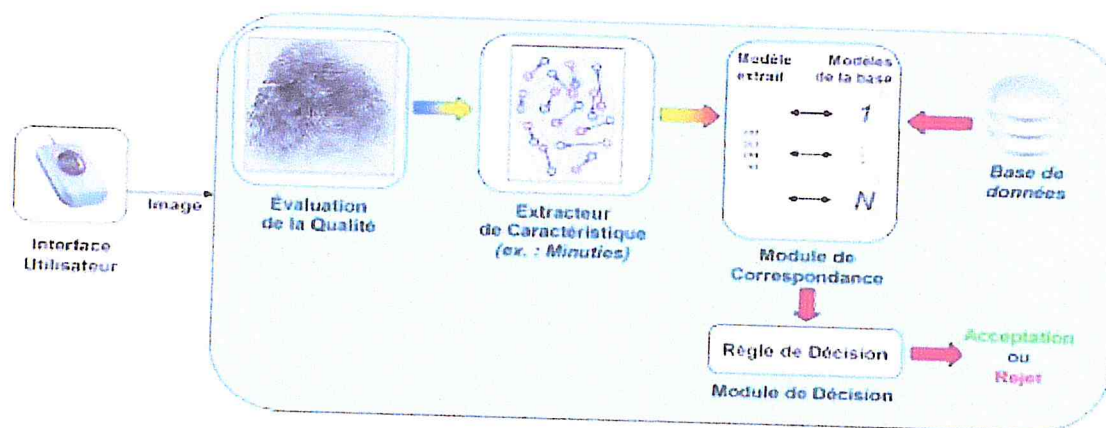 Interface
Utilisateur
Image
Évaluation
de la Qualité
Extracteur
de Caractéristique
(ex. : Minuties)
Modèle
extrait
Modèles
de la base
1
N
Module de
Correspondance
Base de
données
Règle de Décision
Module de Décision
Acceptation
ou
Rejet